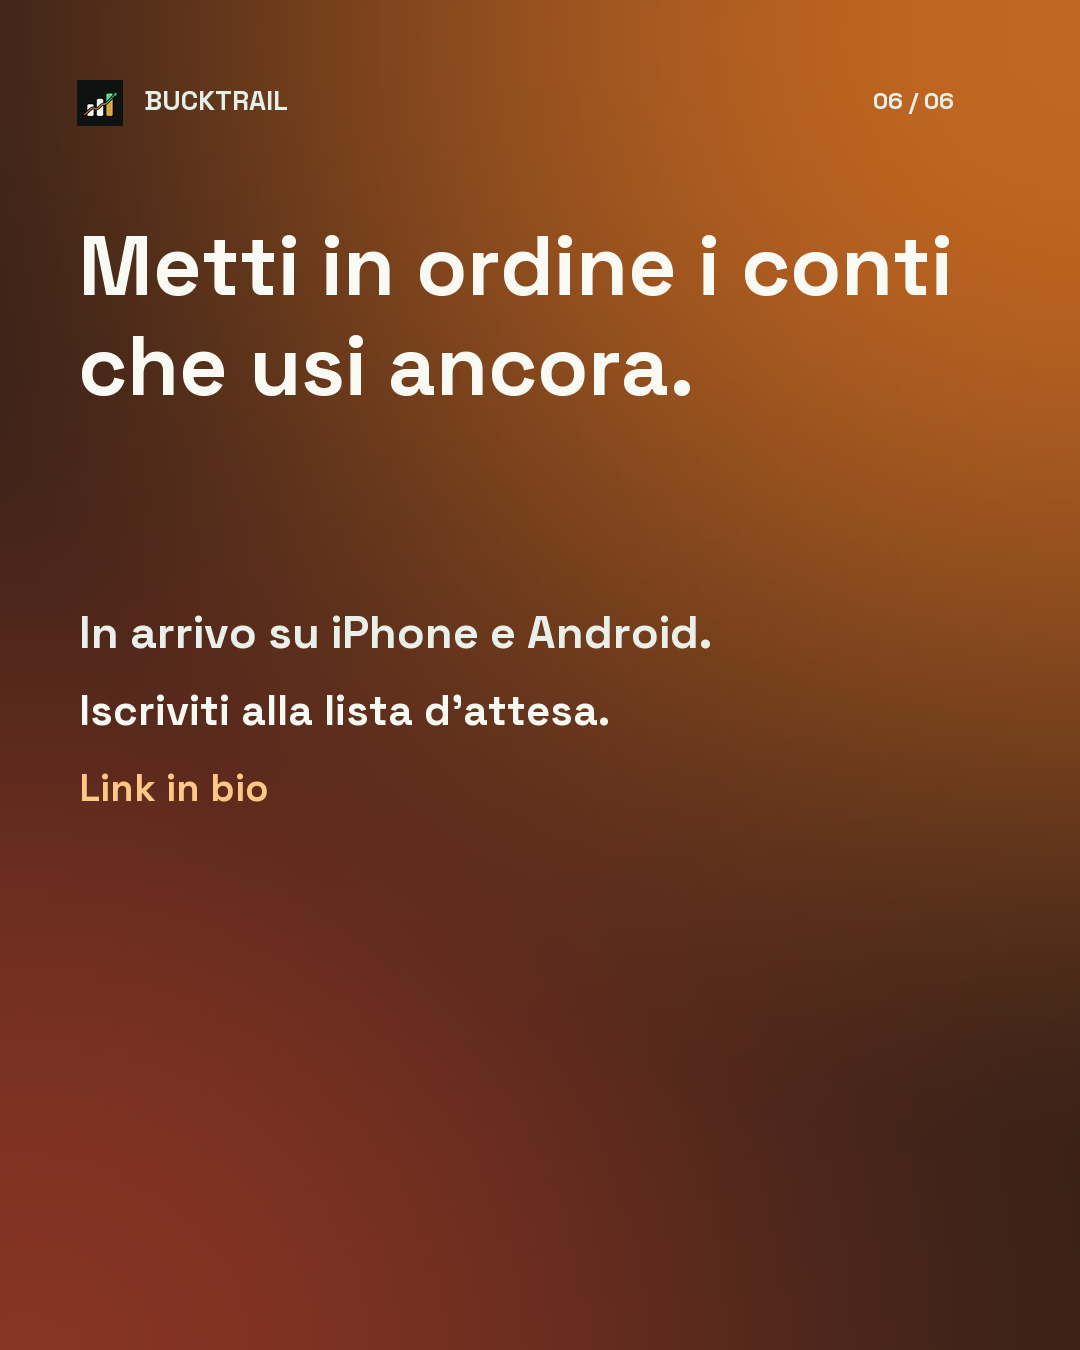 BUCKTRAIL
06 / 06
Metti in ordine i conti
che usi ancora.
In arrivo su iPhone e Android.
Iscriviti alla lista d’attesa.
Link in bio